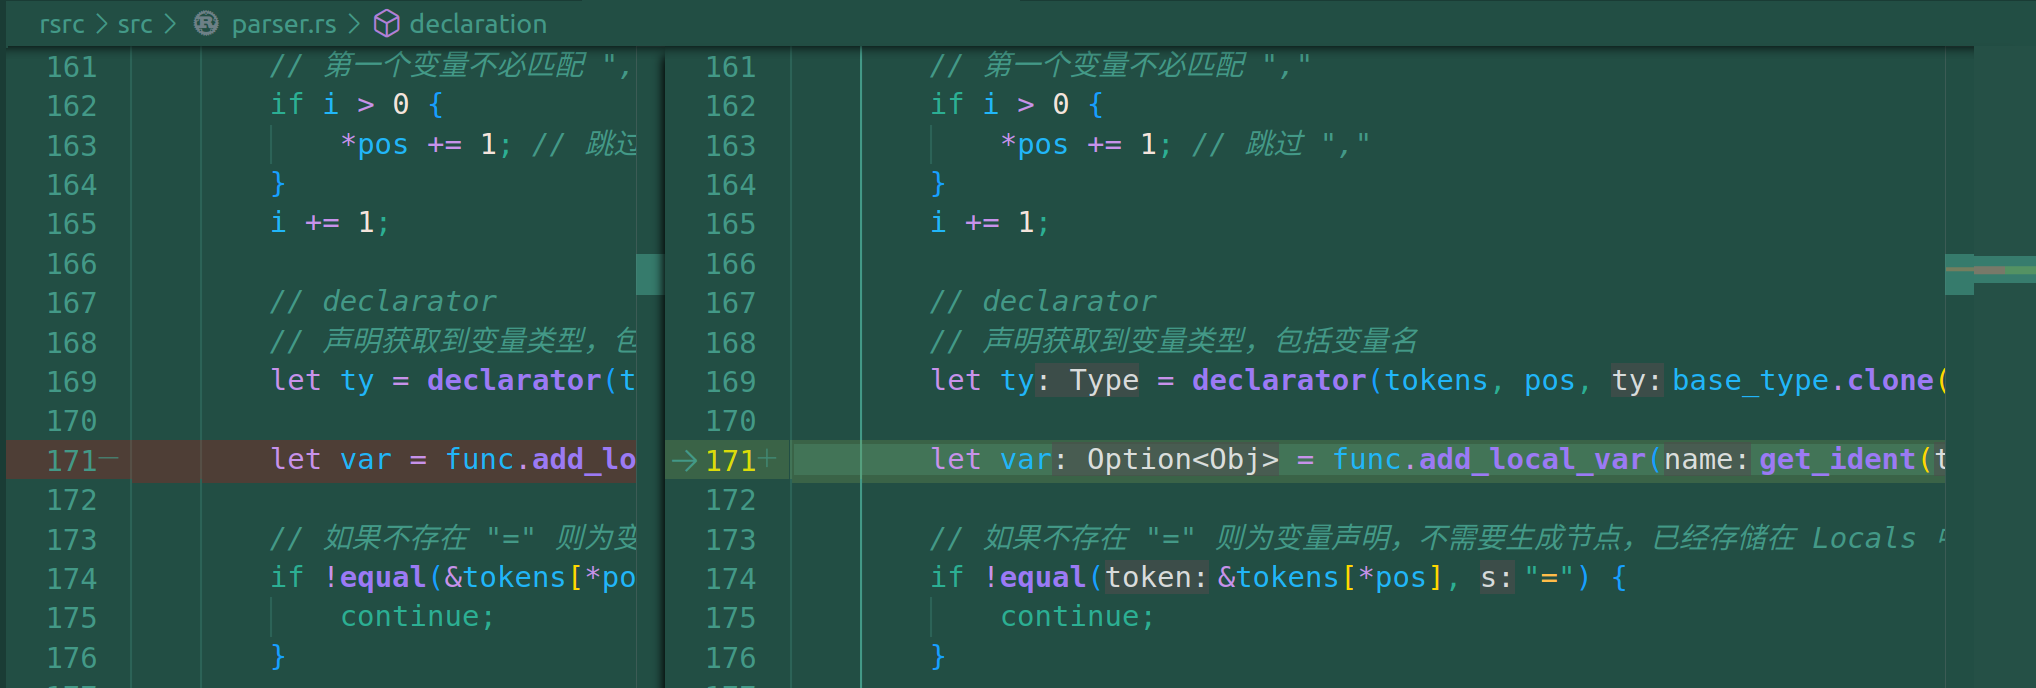 rsrc > src > parser.rs > declaration
161 // 第一个变量不必匹配 ",
162 if i > 0 {
163 *pos += 1; // 跳过
164 }
165 i += 1;
166
167 // declarator
168 // 声明获取到变量类型，包
169 let ty = declarator(t
170
171 let var = func.add_lo
172
173 // 如果不存在 "=" 则为变
174 if !equal(&tokens[*po
175 continue;
176 }
161 // 第一个变量不必匹配 ","
162 if i > 0 {
163 *pos += 1; // 跳过 ","
164 }
165 i += 1;
166
167 // declarator
168 // 声明获取到变量类型，包括变量名
169 let ty: Type = declarator(tokens, pos, ty: base_type.clone(
170
171 + let var: Option<Obj> = func.add_local_var(name: get_ident(t
172
173 // 如果不存在 "=" 则为变量声明，不需要生成节点，已经存储在 Locals
174 if !equal(token: &tokens[*pos], s: "=") {
175 continue;
176 }